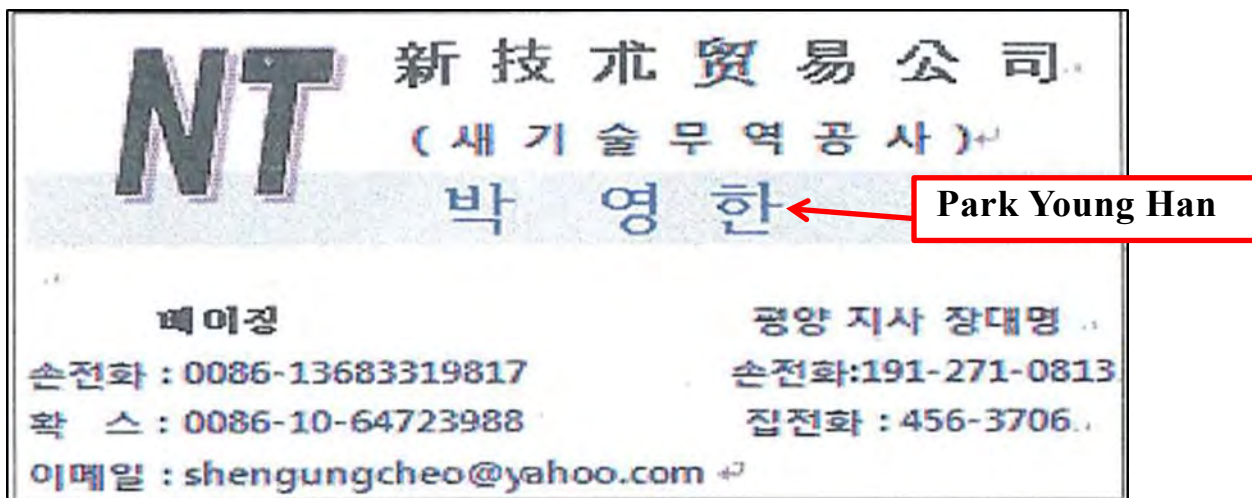 NT
新技术贸易公司
(새기술무역공사)
박 영 한
Park Young Han
베이징
평양 지사 장대명
손전화 : 0086-13683319817
손전화:191-271-0813
확 스 : 0086-10-64723988
집전화 : 456-3706
이메일 : shengungcheo@yahoo.com